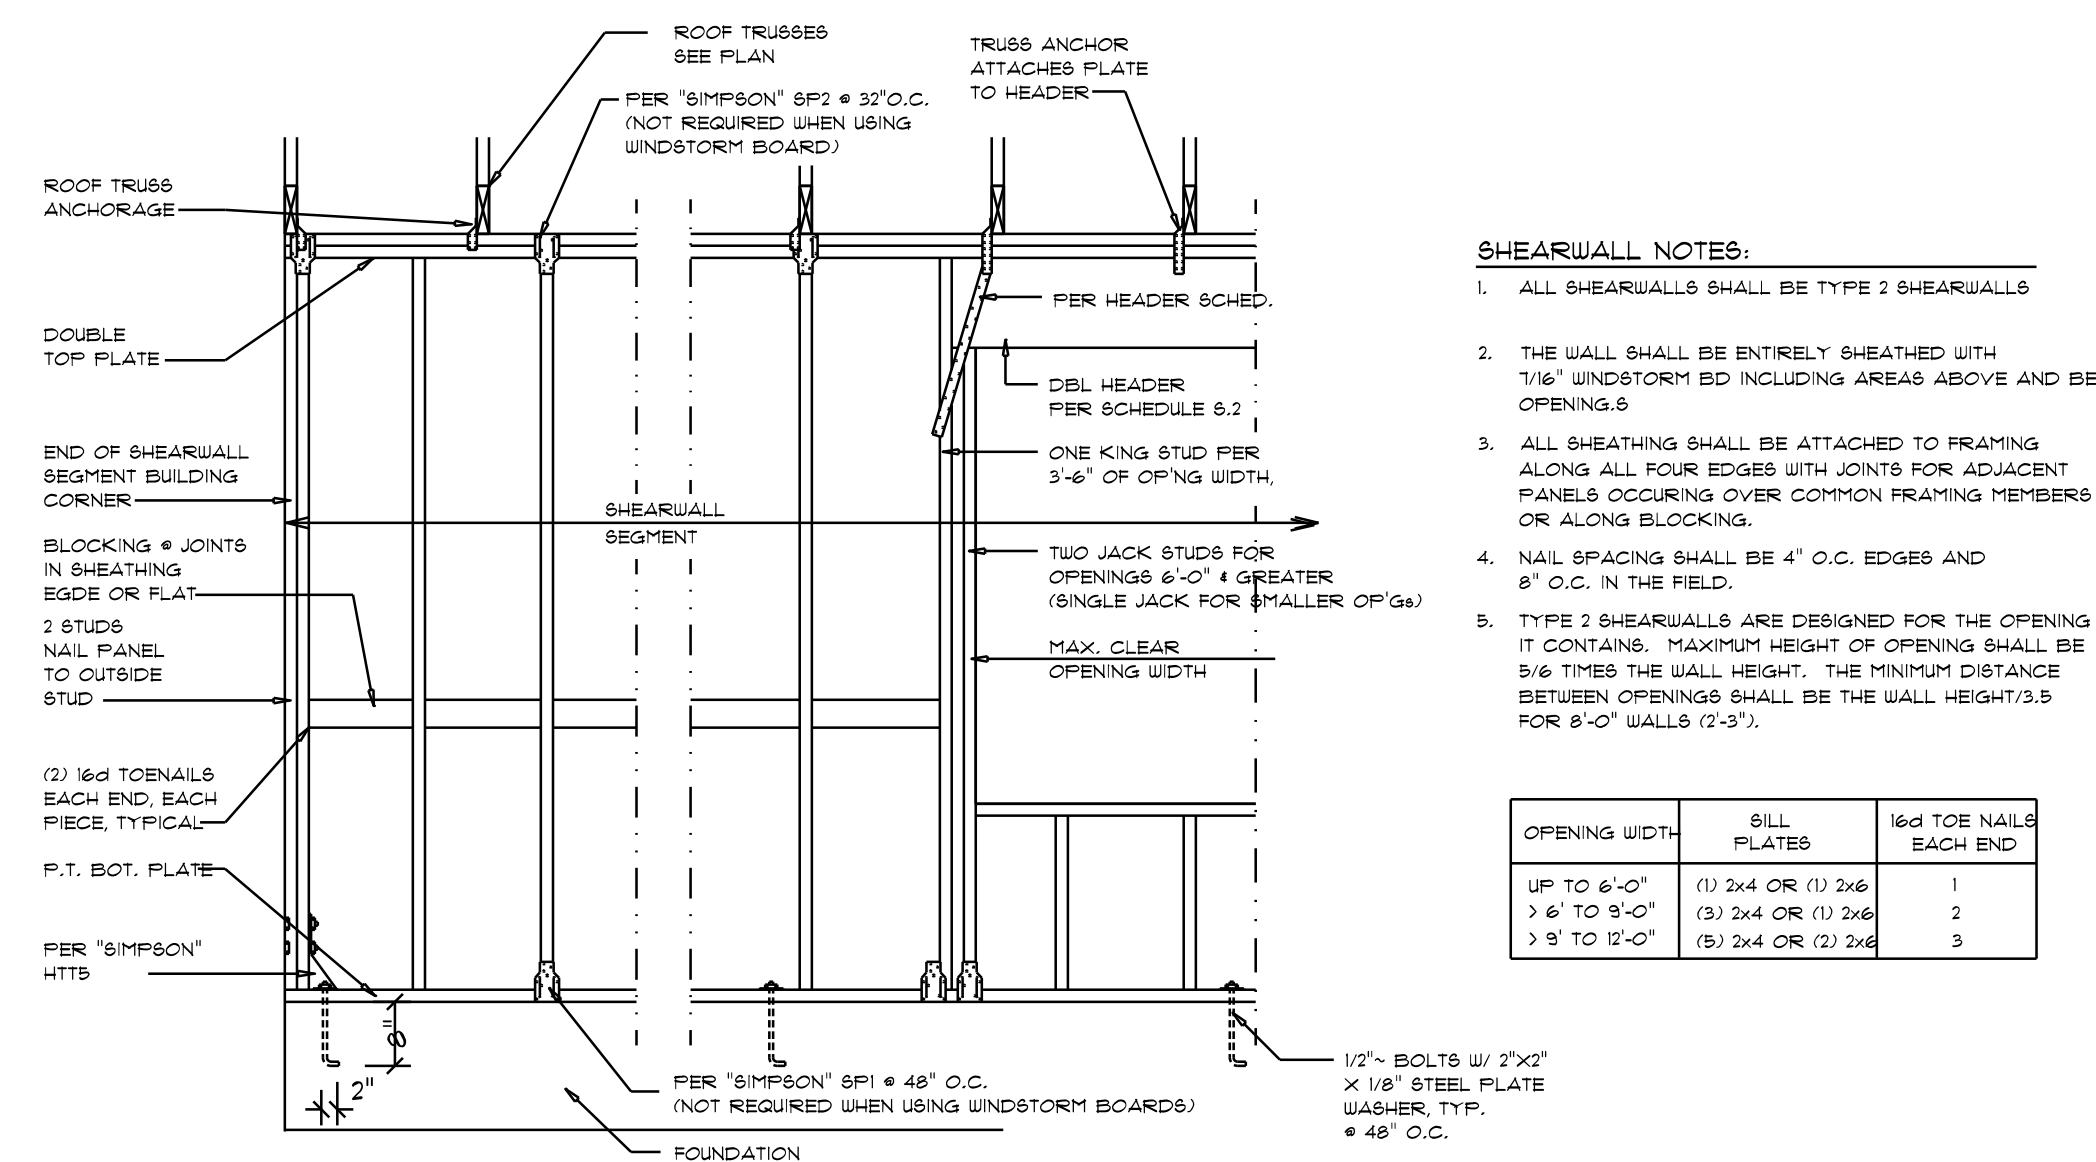 ROOF TRUSSES
SEE PLAN
TRUSS ANCHOR
ATTACHES PLATE
TO HEADER
PER "SIMPSON" SP2 @ 32"O.C.
(NOT REQUIRED WHEN USING
WINDSTORM BOARD)
ROOF TRUSS
ANCHORAGE
DOUBLE
TOP PLATE
END OF SHEARWALL
SEGMENT BUILDING
CORNER
BLOCKING @ JOINTS
IN SHEATHING
EGDE OR FLAT
2 STUDS
NAIL PANEL
TO OUTSIDE
STUD
(2) 16d TOENAILS
EACH END, EACH
PIECE, TYPICAL
P.T. BOT. PLATE
PER "SIMPSON"
HTT5
SHEARWALL
SEGMENT
PER HEADER SCHED.
DBL HEADER
PER SCHEDULE S.2
ONE KING STUD PER
3'-6" OF OP'NG WIDTH,
TWO JACK STUDS FOR
OPENINGS 6'-0" & GREATER
(SINGLE JACK FOR SMALLER OP'Gs)
MAX. CLEAR
OPENING WIDTH
8"
2"
PER "SIMPSON" SP1 @ 48" O.C.
(NOT REQUIRED WHEN USING WINDSTORM BOARDS)
FOUNDATION
1/2"~ BOLTS W/ 2"X2"
X 1/8" STEEL PLATE
WASHER, TYP.
@ 48" O.C.
SHEARWALL NOTES:
1. ALL SHEARWALLS SHALL BE TYPE 2 SHEARWALLS
2. THE WALL SHALL BE ENTIRELY SHEATHED WITH
7/16" WINDSTORM BD INCLUDING AREAS ABOVE AND BE
OPENING.S
3. ALL SHEATHING SHALL BE ATTACHED TO FRAMING
ALONG ALL FOUR EDGES WITH JOINTS FOR ADJACENT
PANELS OCCURING OVER COMMON FRAMING MEMBERS
OR ALONG BLOCKING.
4. NAIL SPACING SHALL BE 4" O.C. EDGES AND
8" O.C. IN THE FIELD.
5. TYPE 2 SHEARWALLS ARE DESIGNED FOR THE OPENING
IT CONTAINS. MAXIMUM HEIGHT OF OPENING SHALL BE
5/6 TIMES THE WALL HEIGHT. THE MINIMUM DISTANCE
BETWEEN OPENINGS SHALL BE THE WALL HEIGHT/3.5
FOR 8'-0" WALLS (2'-3").
OPENING WIDTH
SILL
PLATES
16d TOE NAILS
EACH END
UP TO 6'-0" (1) 2x4 OR (1) 2x6 1
> 6' TO 9'-0" (3) 2x4 OR (1) 2x6 2
> 9' TO 12'-0" (5) 2x4 OR (2) 2x6 3